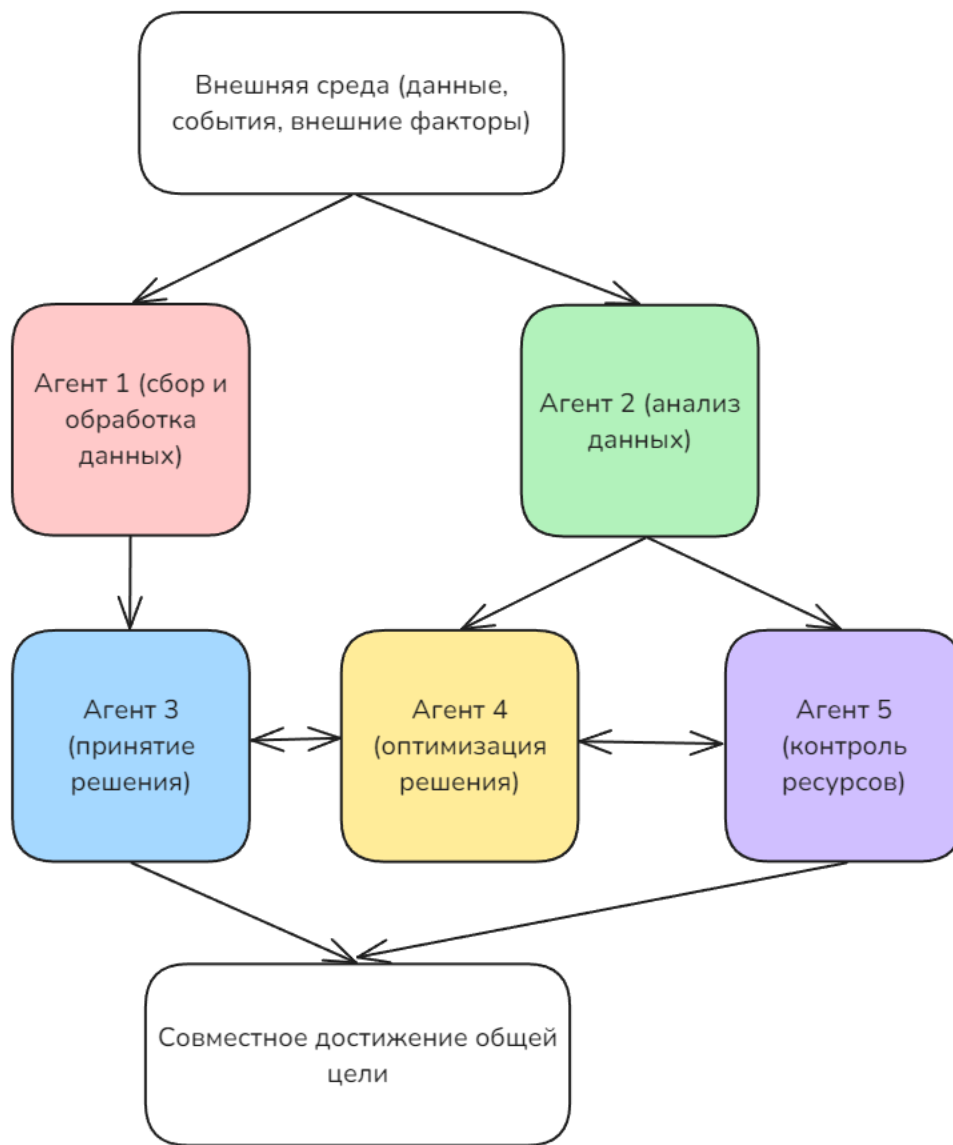 Внешняя среда (данные,
события, внешние факторы)
Агент 1 (сбор и
обработка
данных)
Агент 2 (анализ
данных)
Агент 3
(принятие
решения)
Агент 4
(оптимизация
решения)
Агент 5
(контроль
ресурсов)
Совместное достижение общей
цели